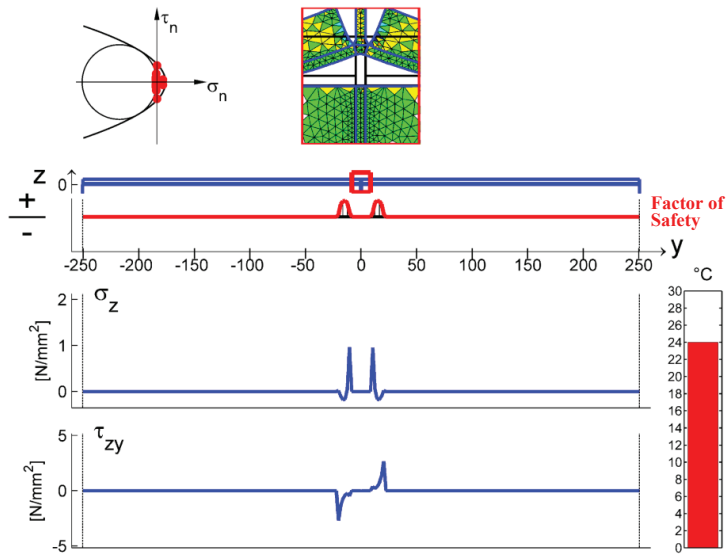 τn
σn
z
0
+
-
Factor of
Safety
-250 -200 -150 -100 -50 0 50 100 150 200 250
y
°C
σz
[N/mm²]
2
1
0
τzy
[N/mm²]
5
0
-5
30
28
26
24
22
20
18
16
14
12
10
8
6
4
2
0